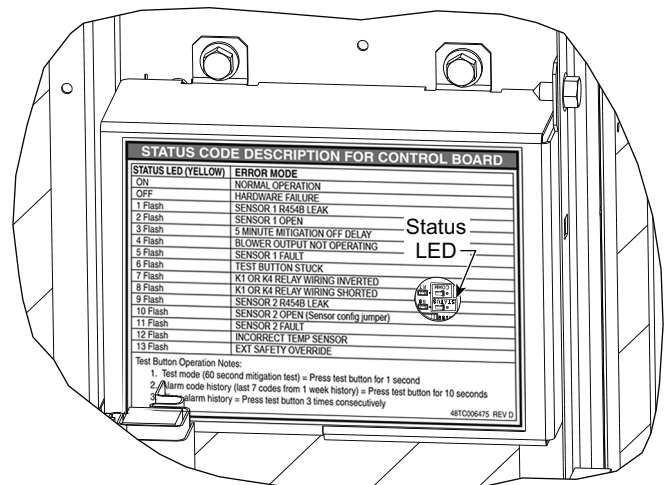 STATUS CODE DESCRIPTION FOR CONTROL BOARD
STATUS LED (YELLOW) ERROR MODE
ON NORMAL OPERATION
OFF HARDWARE FAILURE
1 Flash SENSOR 1 R454B LEAK
2 Flash SENSOR 1 OPEN
3 Flash 5 MINUTE MITIGATION OFF DELAY
4 Flash BLOWER OUTPUT NOT OPERATING
5 Flash SENSOR 1 FAULT
6 Flash TEST BUTTON STUCK
7 Flash K1 OR K4 RELAY WIRING INVERTED
8 Flash K1 OR K4 RELAY WIRING SHORTED
9 Flash SENSOR 2 R454B LEAK
10 Flash SENSOR 2 OPEN (Sensor config jumper)
11 Flash SENSOR 2 FAULT
12 Flash INCORRECT TEMP SENSOR
13 Flash EXT SAFETY OVERRIDE
Status
LED
COMM
STATUS
Test Button Operation Notes:
1. Test mode (60 second mitigation test) = Press test button for 1 second
2. Alarm code history (last 7 codes from 1 week history) = Press test button for 10 seconds
3 alarm history = Press test button 3 times consecutively
48TC006475 REV D